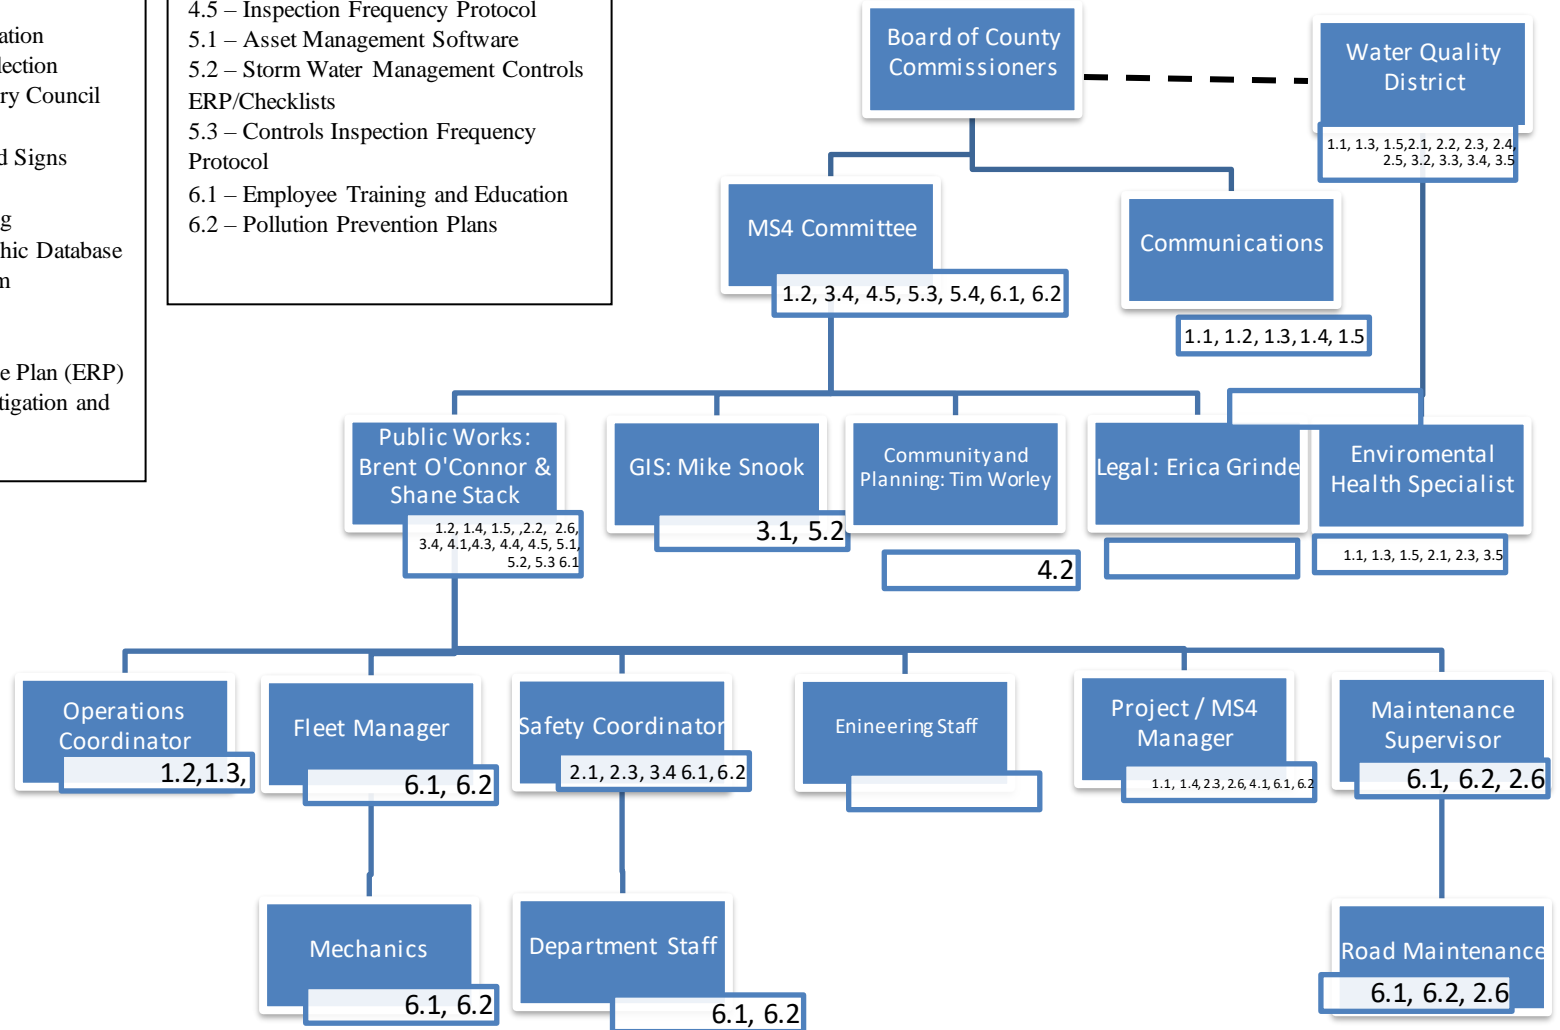 ation
lection
ry Council
d Signs
g
hic Database
n
e Plan (ERP)
tigation and
4.5 – Inspection Frequency Protocol
5.1 – Asset Management Software
5.2 – Storm Water Management Controls
ERP/Checklists
5.3 – Controls Inspection Frequency
Protocol
6.1 – Employee Training and Education
6.2 – Pollution Prevention Plans
Board of County
Commissioners
Water Quality
District
1.1, 1.3, 1.5,2.1, 2.2, 2.3, 2.4,
2.5, 3.2, 3.3, 3.4, 3.5
MS4 Committee
1.2, 3.4, 4.5, 5.3, 5.4, 6.1, 6.2
Communications
1.1, 1.2, 1.3, 1.4, 1.5
Public Works:
Brent O'Connor &
Shane Stack
1.2, 1.4, 1.5, ,2.2, 2.6,
3.4, 4.1,4.3, 4.4, 4.5, 5.1,
5.2, 5.3 6.1
GIS: Mike Snook
3.1, 5.2
Community and
Planning: Tim Worley
4.2
Legal: Erica Grinde
Enviromental
Health Specialist
1.1, 1.3, 1.5, 2.1, 2.3, 3.5
Operations
Coordinator
1.2,1.3,
Fleet Manager
6.1, 6.2
Safety Coordinator
2.1, 2.3, 3.4 6.1, 6.2
Enineering Staff
Project / MS4
Manager
1.1, 1.4, 2.3, 2.6, 4.1, 6.1, 6.2
Maintenance
Supervisor
6.1, 6.2, 2.6
Mechanics
6.1, 6.2
Department Staff
6.1, 6.2
Road Maintenance
6.1, 6.2, 2.6